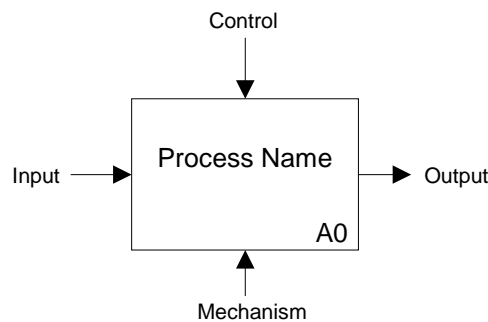 Control
Process Name
Input
Output
A0
Mechanism